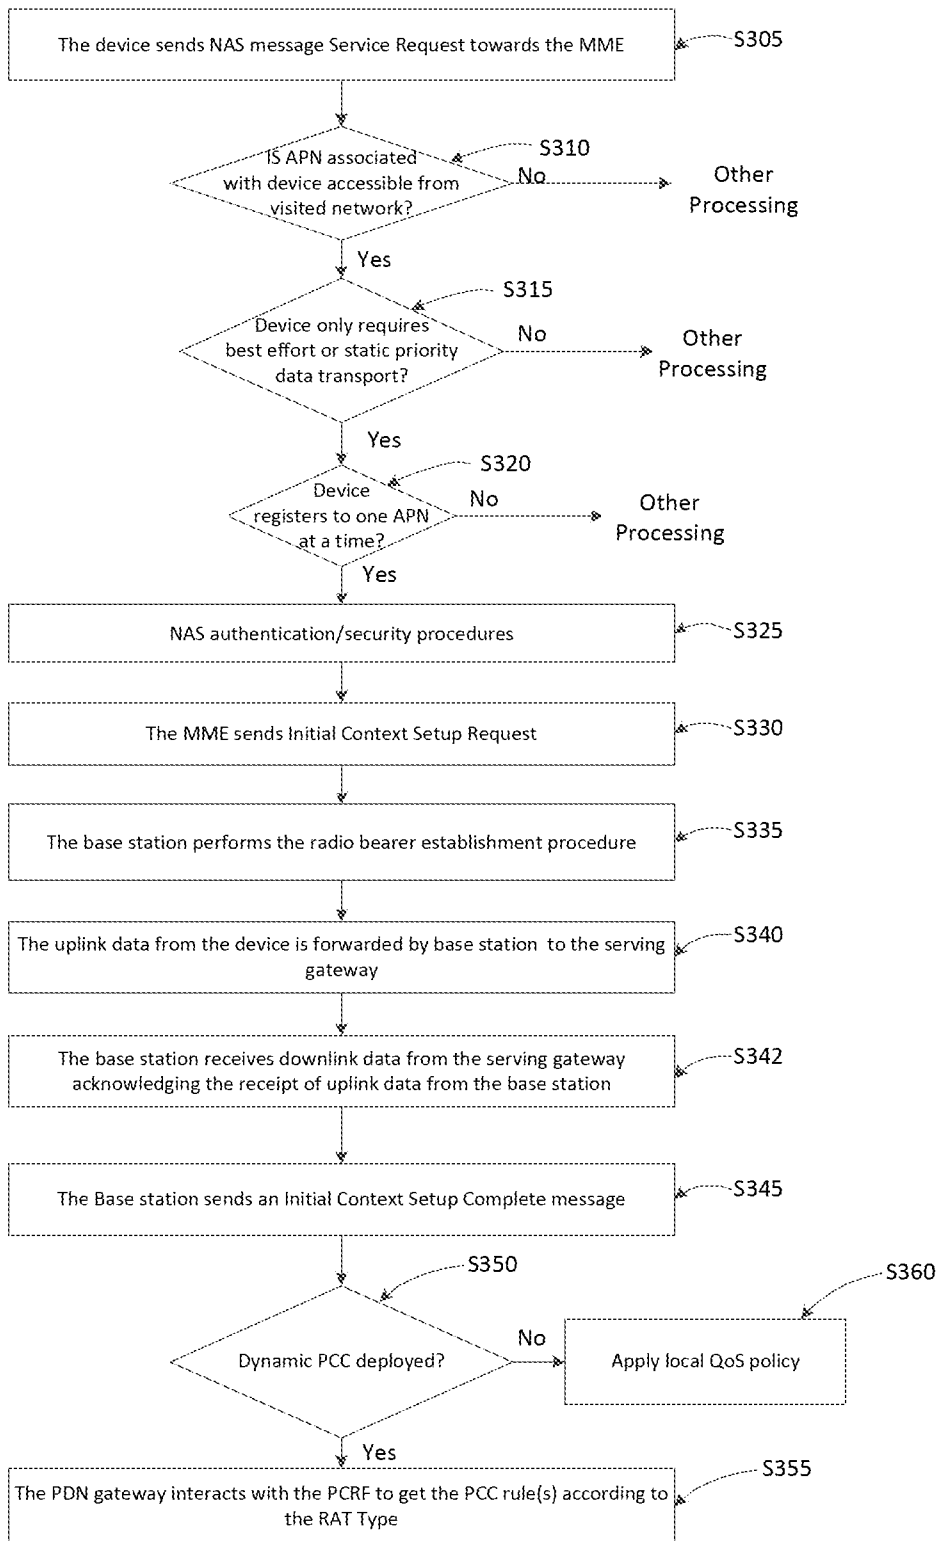 The device sends NAS message Service Request towards the MME
S305
S310
IS APN associated
with device accessible from
visited network?
No
Other
Processing
Yes
S315
Device only requires
best effort or static priority
data transport?
No
Other
Processing
Yes
S320
Device
registers to one APN
at a time?
No
Other
Processing
Yes
NAS authentication/security procedures
S325
The MME sends Initial Context Setup Request
S330
The base station performs the radio bearer establishment procedure
S335
The uplink data from the device is forwarded by base station to the serving
gateway
S340
The base station receives downlink data from the serving gateway
acknowledging the receipt of uplink data from the base station
S342
The Base station sends an Initial Context Setup Complete message
S345
S350
Dynamic PCC deployed?
No
S360
Apply local QoS policy
Yes
S355
The PDN gateway interacts with the PCRF to get the PCC rule(s) according to
the RAT Type